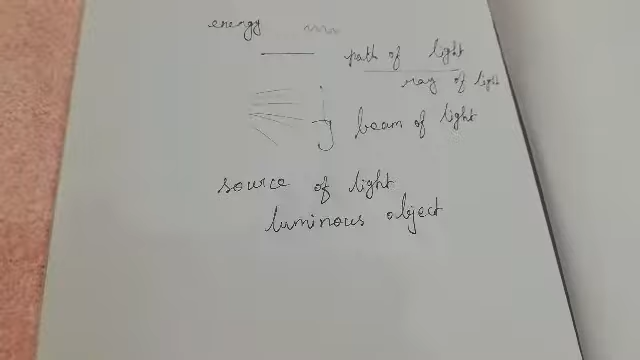 energy
path of light
ray of light
beam of light
source of light
luminous object